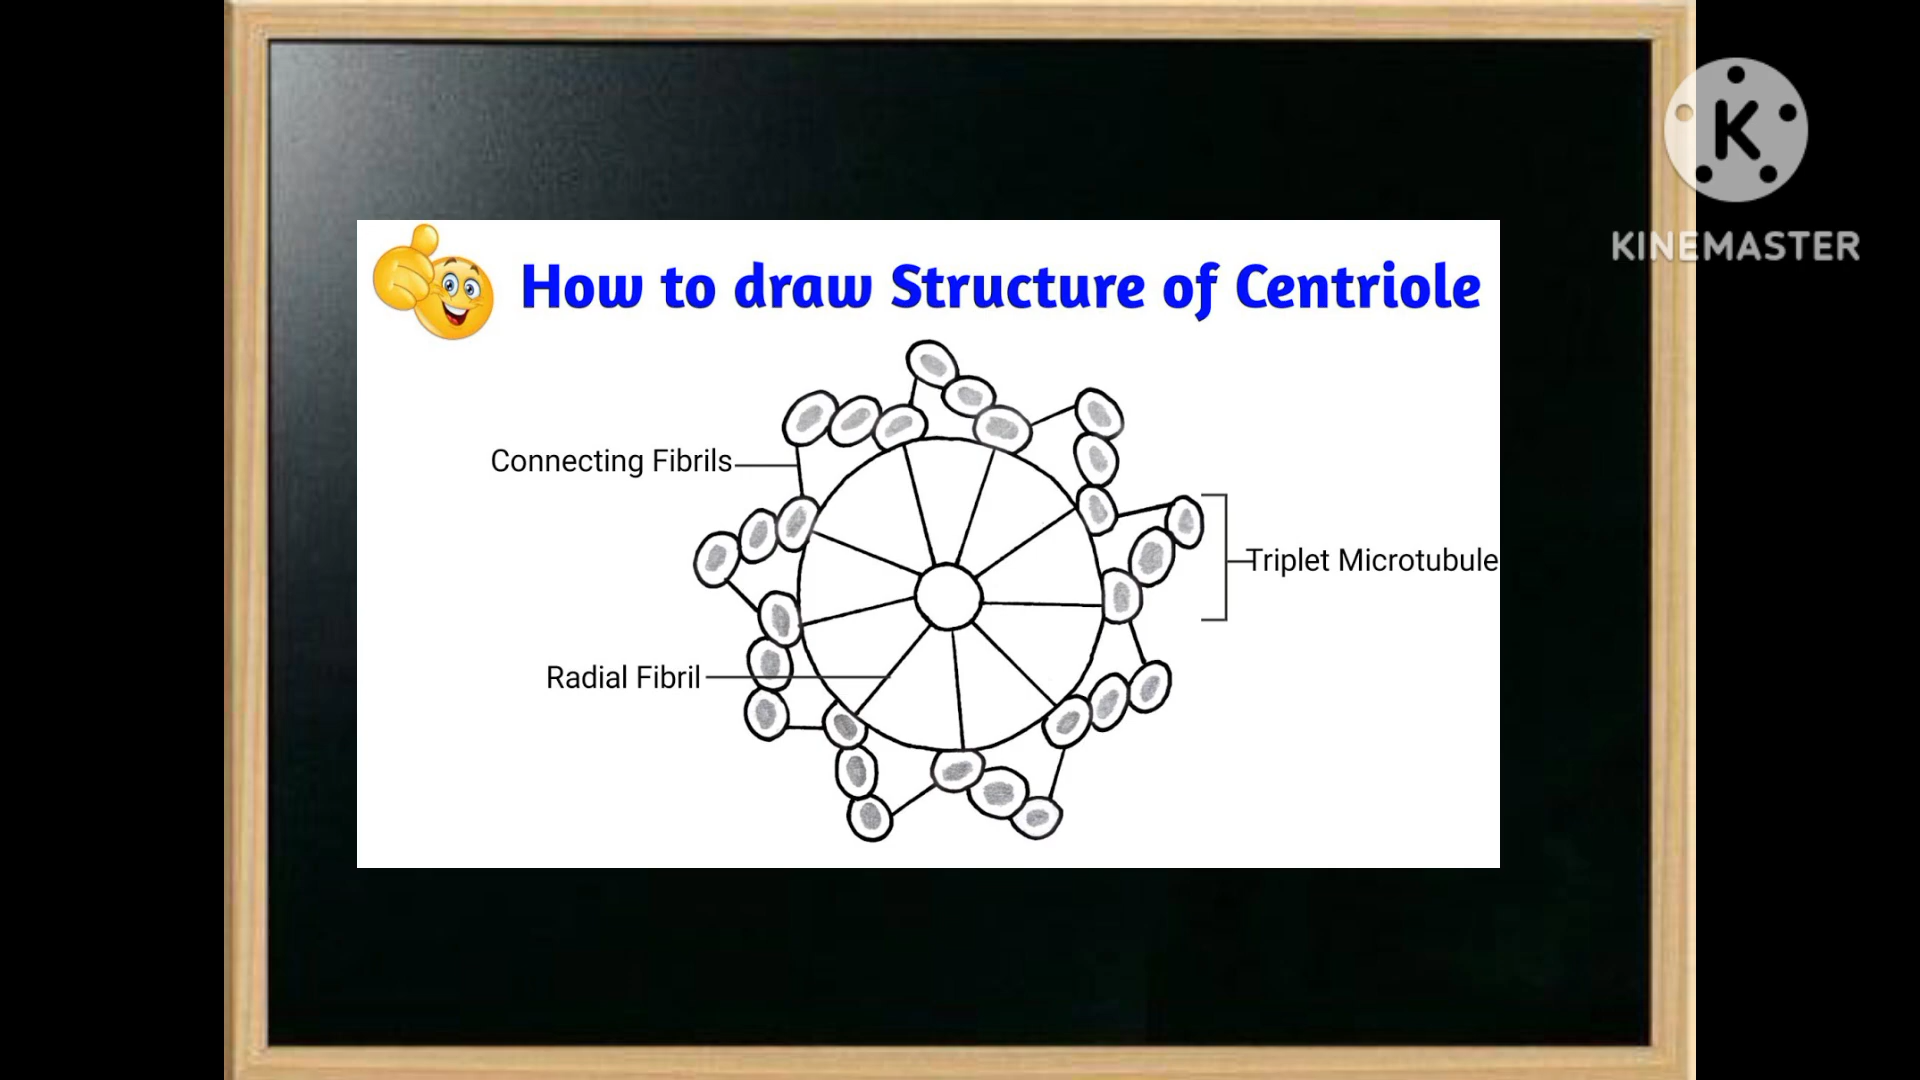 K
KINEMASTER
How to draw Structure of Centriole
Connecting Fibrils
Triplet Microtubule
Radial Fibril